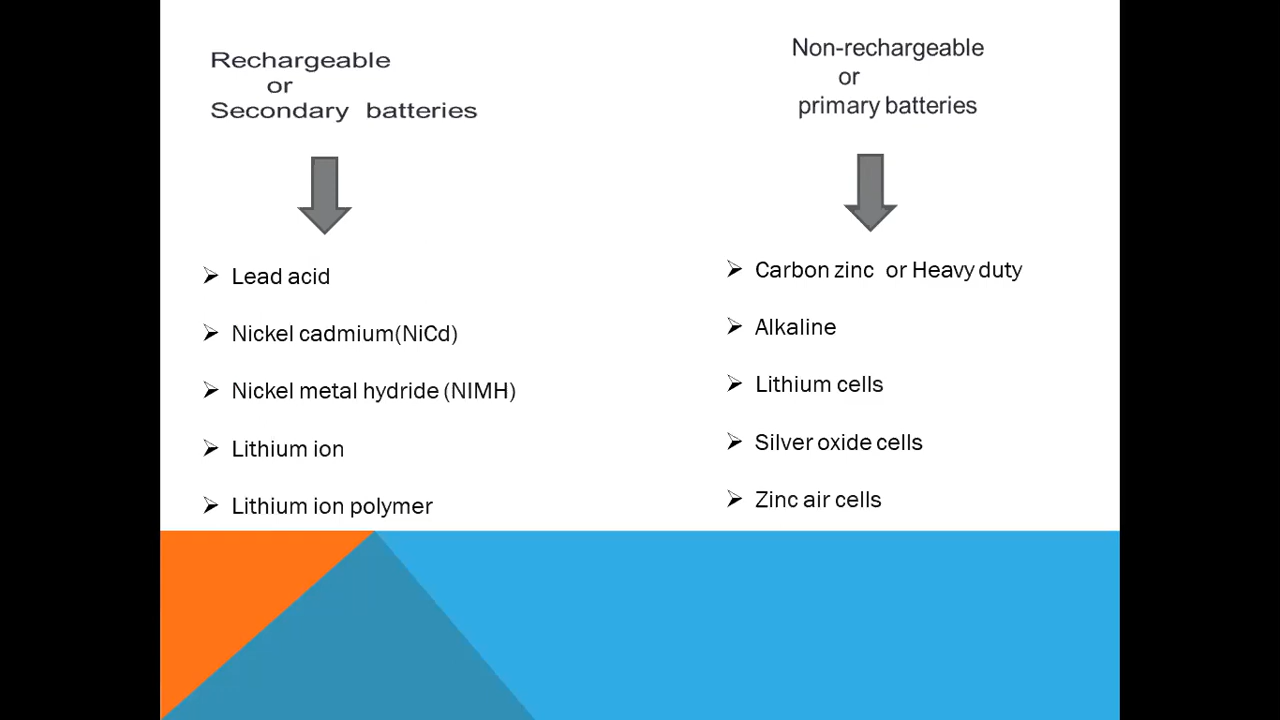 Rechargeable
or
Secondary batteries
Lead acid
Nickel cadmium(NiCd)
Nickel metal hydride (NIMH)
Lithium ion
Lithium ion polymer
Non-rechargeable
or
primary batteries
Carbon zinc or Heavy duty
Alkaline
Lithium cells
Silver oxide cells
Zinc air cells